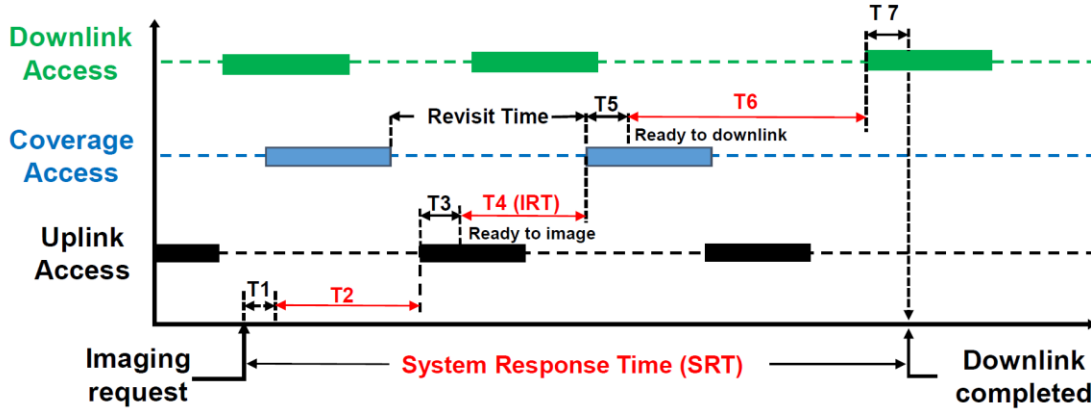 T 7
Downlink
Access
T5
T6
Revisit Time
Ready to downlink
Coverage
Access
T3
T4 (IRT)
Ready to image
Uplink
Access
T1
T2
Imaging
request
System Response Time (SRT)
Downlink
completed